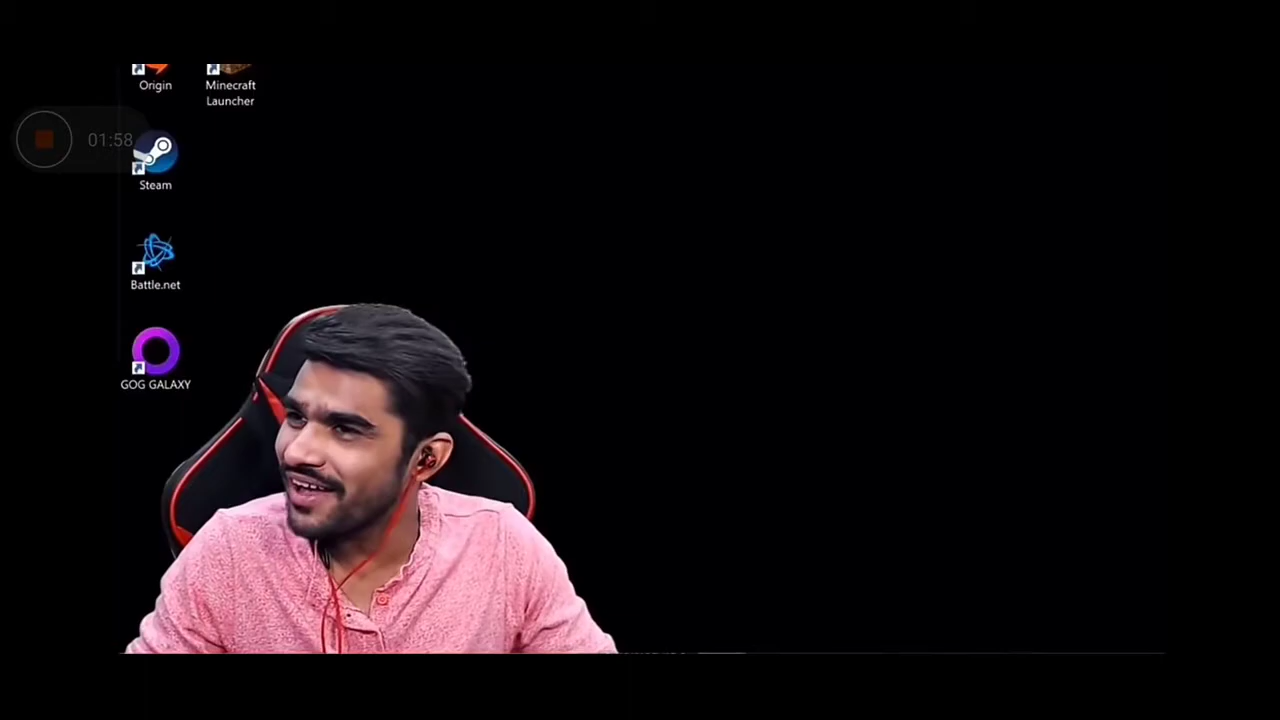 Origin
Minecraft
Launcher
01:58
Steam
Battle.net
GOG GALAXY